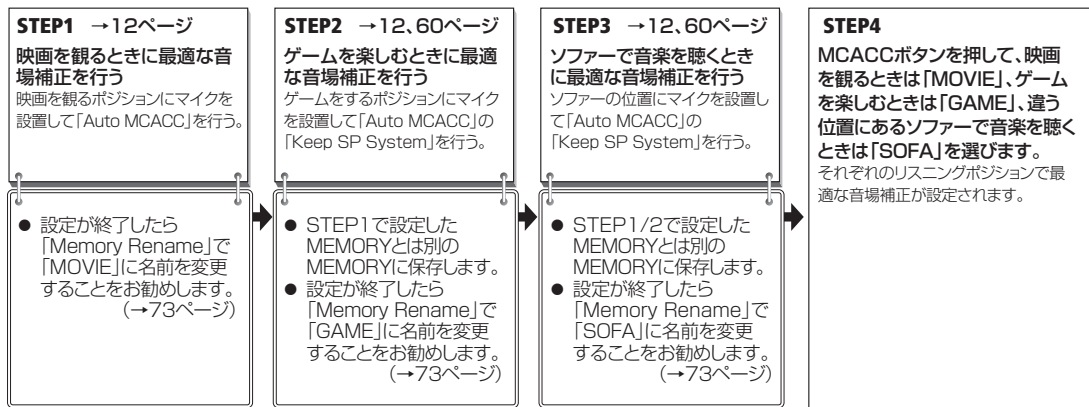 STEP1 →12ページ
映画を観るときに最適な音
場補正を行う
映画を観るポジションにマイクを
設置して「Auto MCACC」を行う。
● 設定が終了したら
「Memory Rename」で
「MOVIE」に名前を変更
することをお勧めします。
(→73ページ)
STEP2 →12、60ページ
ゲームを楽しむときに最適
な音場補正を行う
ゲームをするポジションにマイク
を設置して「Auto MCACC」の
「Keep SP System」を行う。
● STEP1で設定した
MEMORYとは別の
MEMORYに保存します。
● 設定が終了したら
「Memory Rename」で
「GAME」に名前を変更
することをお勧めします。
(→73ページ)
STEP3 →12、60ページ
ソファーで音楽を聴くとき
に最適な音場補正を行う
ソファーの位置にマイクを設置し
て「Auto MCACC」の
「Keep SP System」を行う。
● STEP1/2で設定した
MEMORYとは別の
MEMORYに保存します。
● 設定が終了したら
「Memory Rename」で
「SOFA」に名前を変更
することをお勧めします。
(→73ページ)
STEP4
MCACCボタンを押して、映画
を観るときは「MOVIE」、ゲーム
を楽しむときは「GAME」、違う
位置にあるソファーで音楽を聴く
ときは「SOFA」を選びます。
それぞれのリスニングポジションで最
適な音場補正が設定されます。